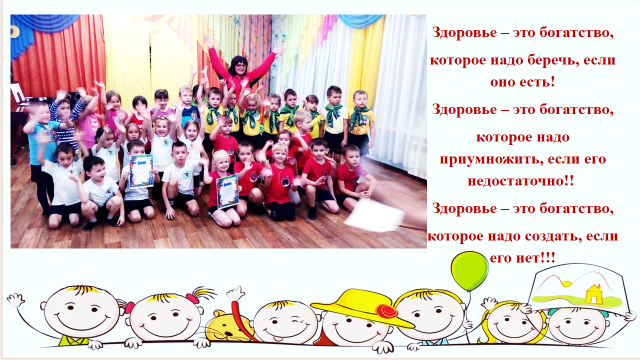 Здоровье – это богатство,
которое надо беречь, если
оно есть!
Здоровье – это богатство,
которое надо
приумножить, если его
недостаточно!!
Здоровье – это богатство,
которое надо создать, если
его нет!!!